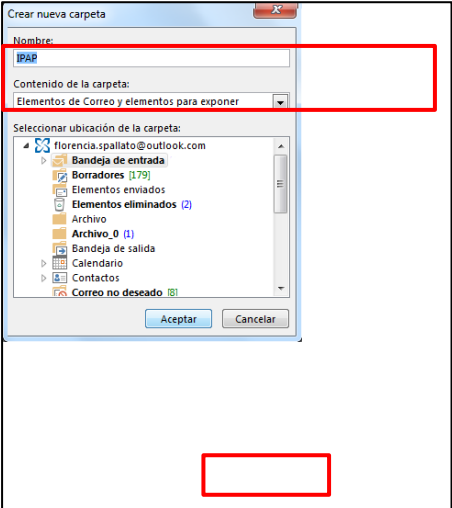 Crear nueva carpeta
Nombre:
IPAP
Contenido de la carpeta:
Elementos de Correo y elementos para exponer
Seleccionar ubicación de la carpeta:
florencia.spallato@outlook.com
Bandeja de entrada
Borradores [179]
Elementos enviados
Elementos eliminados (2)
Archivo
Archivo_0 (1)
Bandeja de salida
Calendario
Contactos
Correo no deseado [8]
Aceptar Cancelar